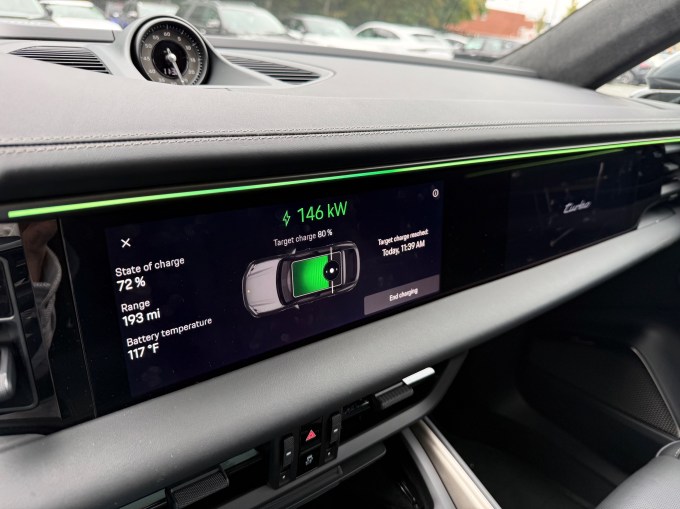 146 kW
Target charge 80 %
State of charge
72 %
Range
193 mi
Battery temperature
117 °F
Target charge reached:
Today, 11:39 AM
End charging
turbo